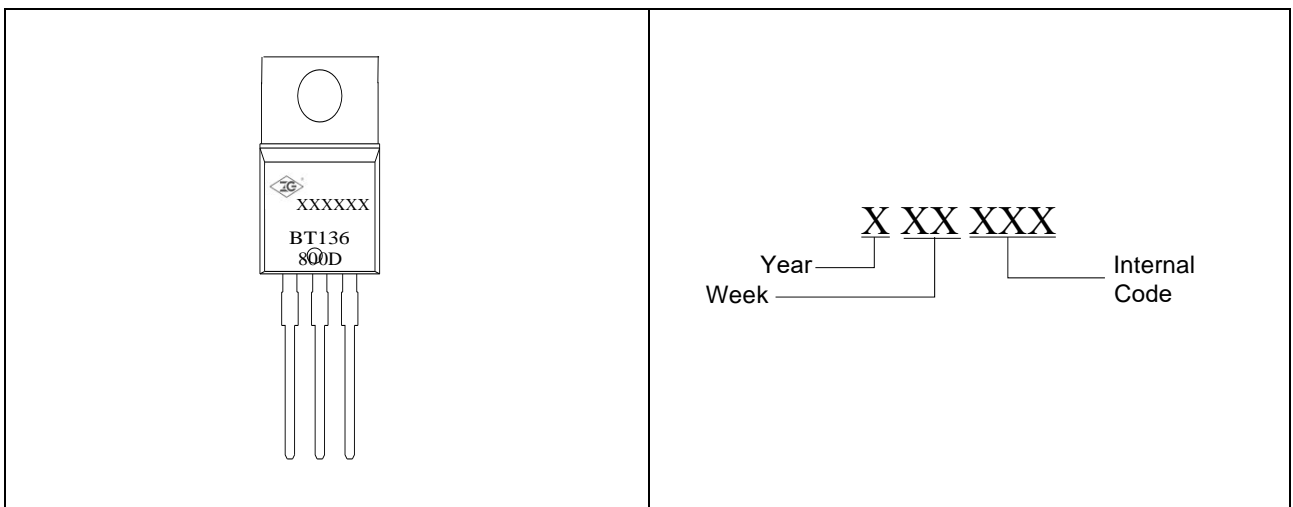 XXXXXX
BT136
800D
X XX XXX
Year
Week
Internal
Code